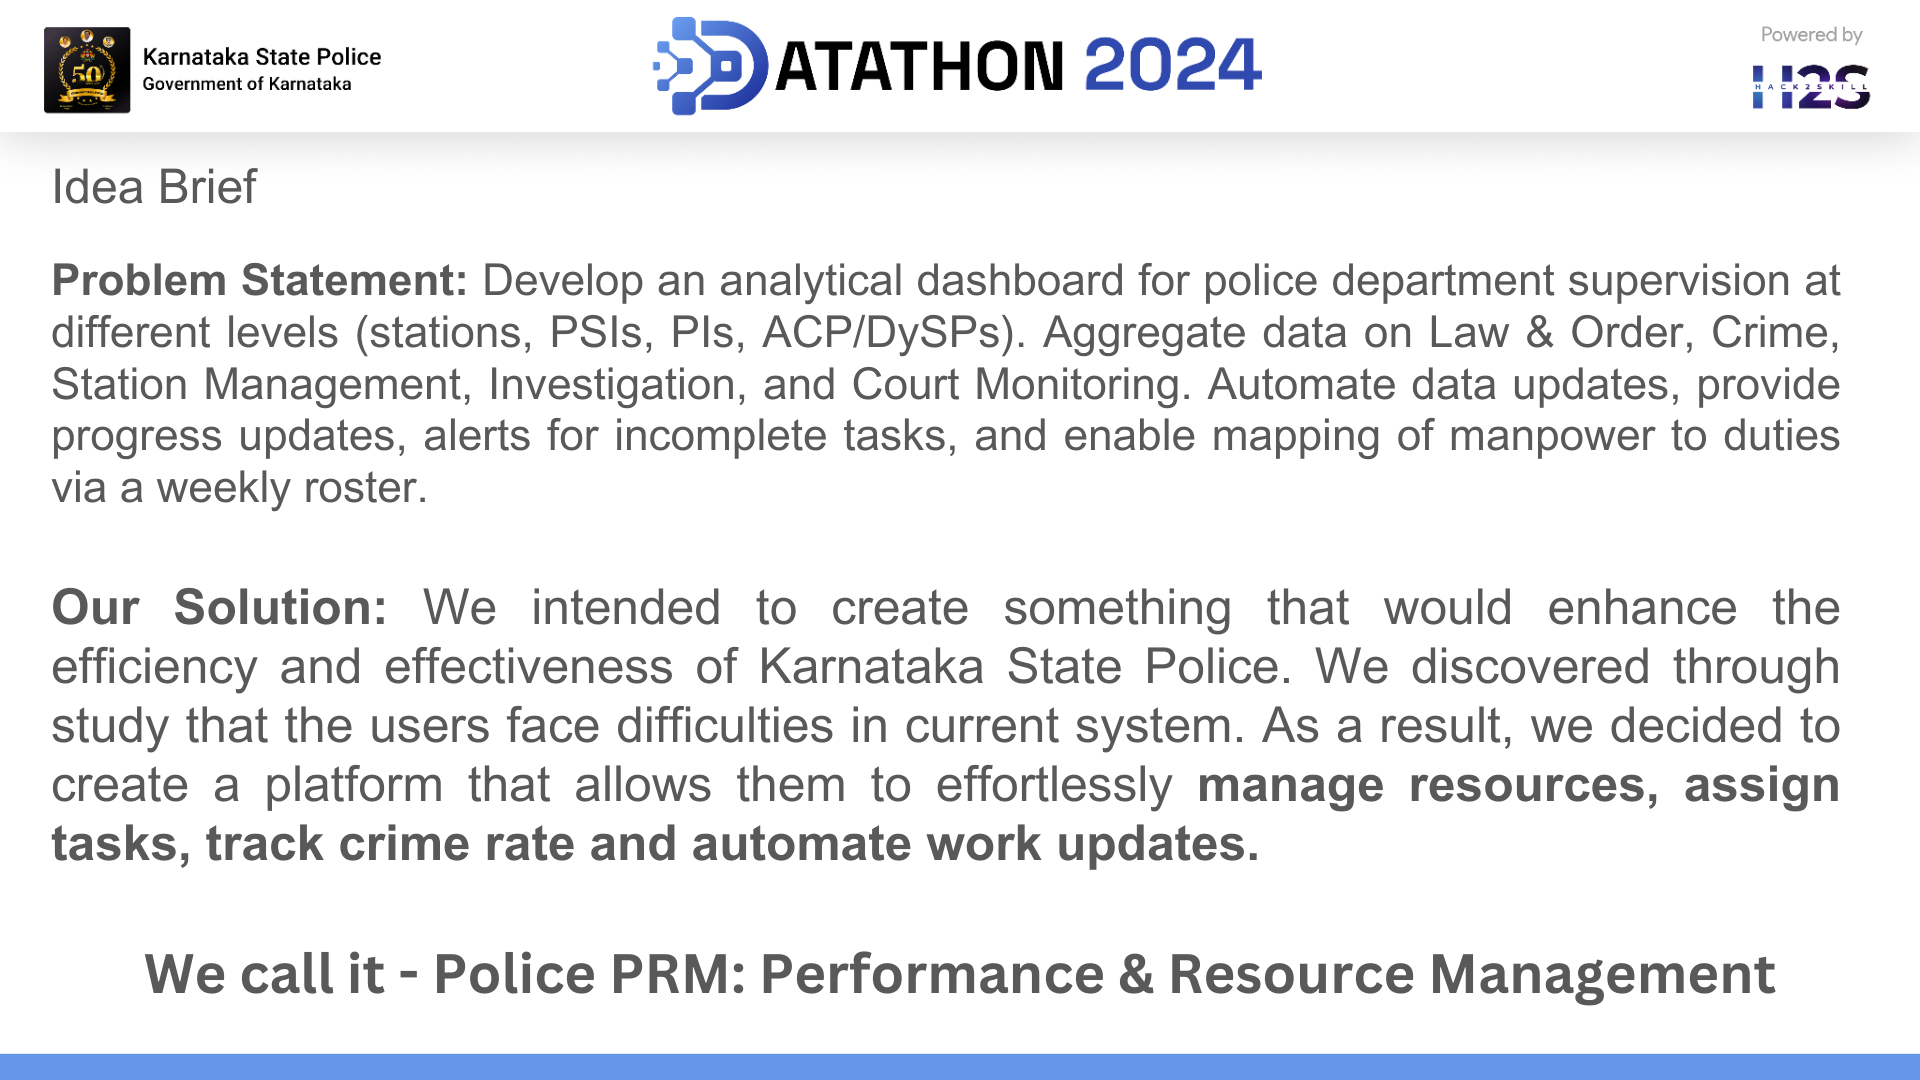 50
Karnataka State Police
Government of Karnataka
DATATHON 2024
Powered by
H2S
HACK2SKILL
Idea Brief
Problem Statement: Develop an analytical dashboard for police department supervision at
different levels (stations, PSIs, PIs, ACP/DySPs). Aggregate data on Law & Order, Crime,
Station Management, Investigation, and Court Monitoring. Automate data updates, provide
progress updates, alerts for incomplete tasks, and enable mapping of manpower to duties
via a weekly roster.
Our Solution: We intended to create something that would enhance the
efficiency and effectiveness of Karnataka State Police. We discovered through
study that the users face difficulties in current system. As a result, we decided to
create a platform that allows them to effortlessly manage resources, assign
tasks, track crime rate and automate work updates.
We call it - Police PRM: Performance & Resource Management